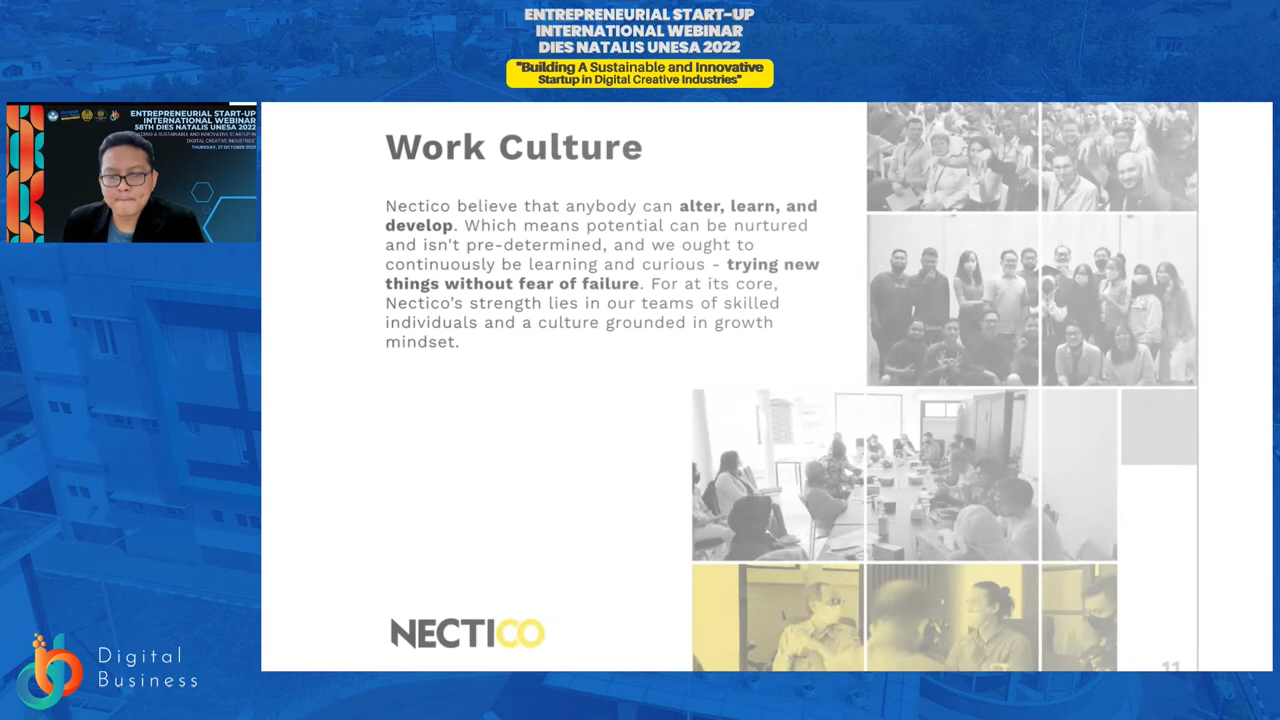 ENTREPRENEURIAL START-UP
INTERNATIONAL WEBINAR
DIES NATALIS UNESA 2022
"Building A Sustainable and Innovative
Startup in Digital Creative Industries"
ENTREPRENEURIAL START-UP
INTERNATIONAL WEBINAR
58TH DIES NATALIS UNESA 2022
BUILDING A SUSTAINABLE AND INNOVATIVE STARTUP IN
DIGITAL CREATIVE INDUSTRIES"
THURSDAY, 27 OCTOBER 2022
Work Culture
Nectico believe that anybody can alter, learn, and
develop. Which means potential can be nurtured
and isn't pre-determined, and we ought to
continuously be learning and curious - trying new
things without fear of failure. For at its core,
Nectico's strength lies in our teams of skilled
individuals and a culture grounded in growth
mindset.
NECTICO
11
Digital
Business